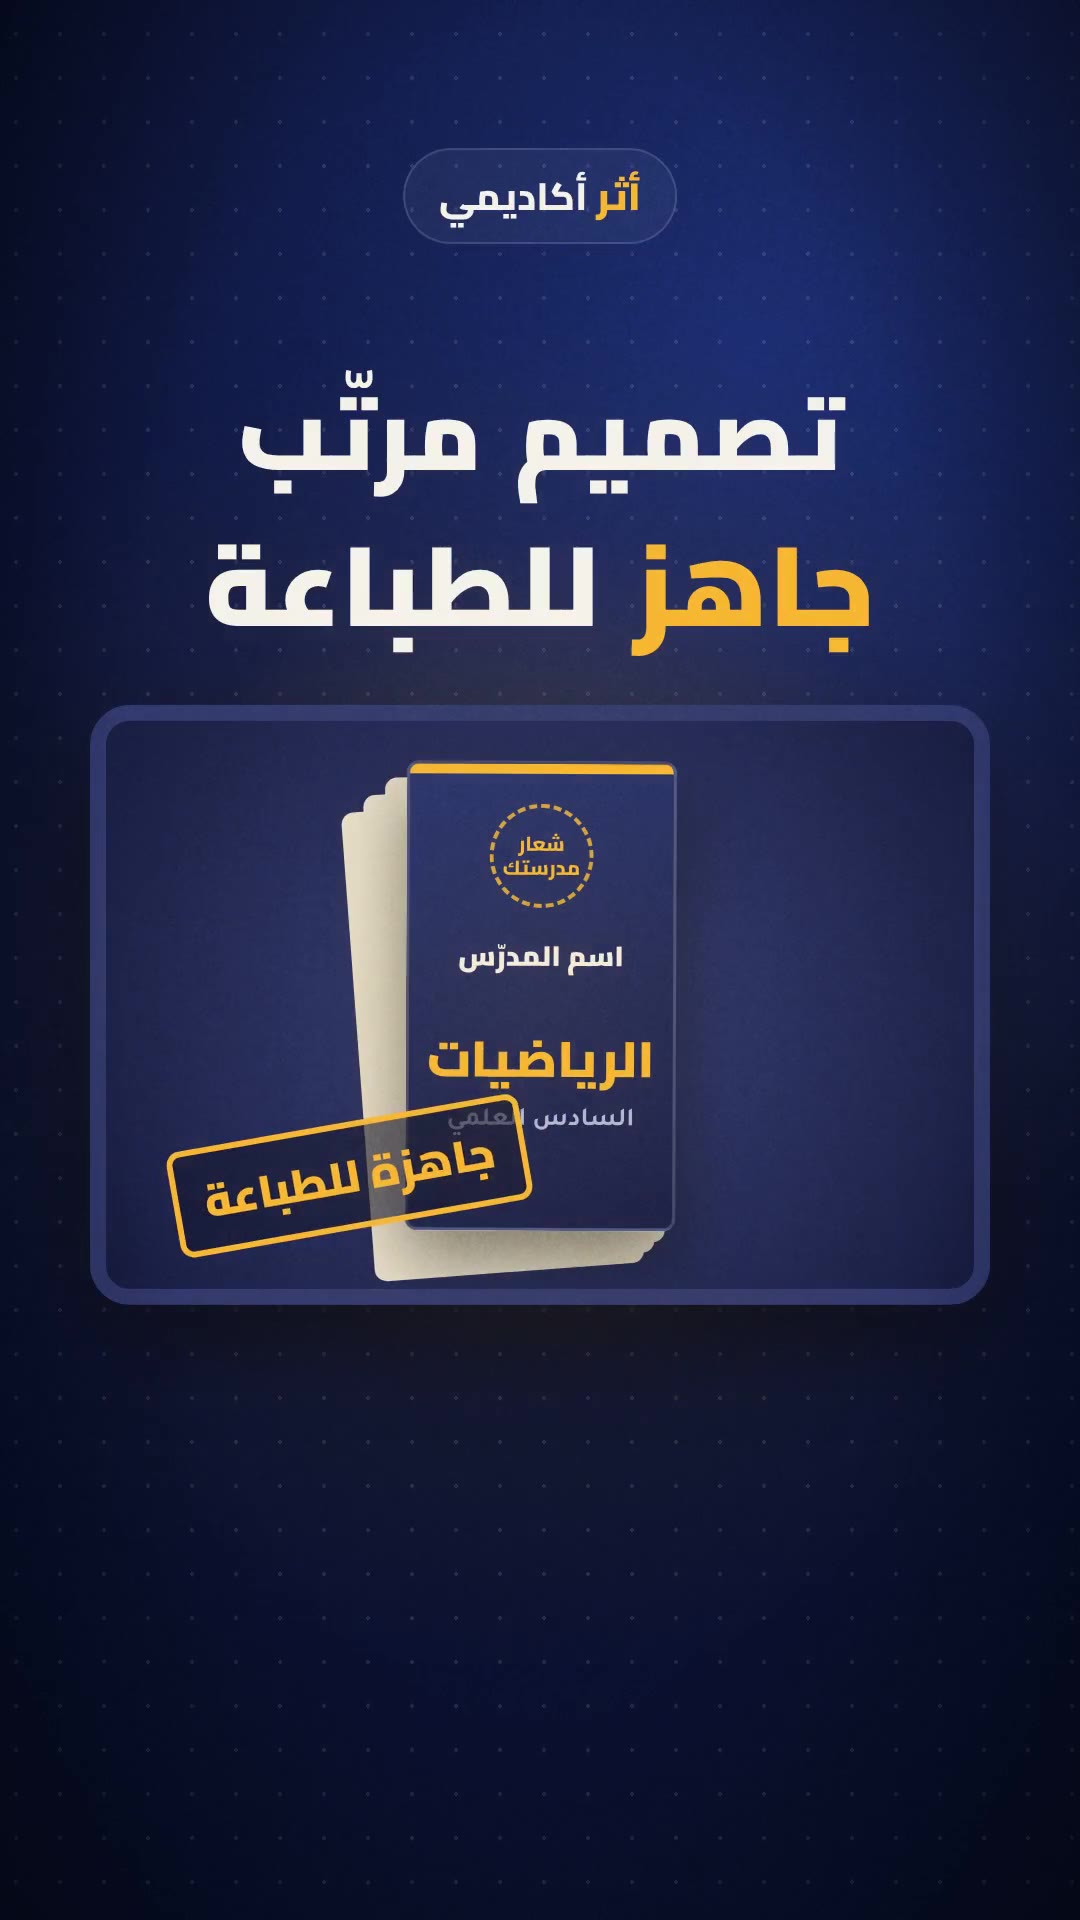 أثر أكاديمي
تصميم مرتّب
جاهز للطباعة
شعار
مدرستك
اسم المدرّس
الرياضيات
السادس العلمي
جاهزة للطباعة